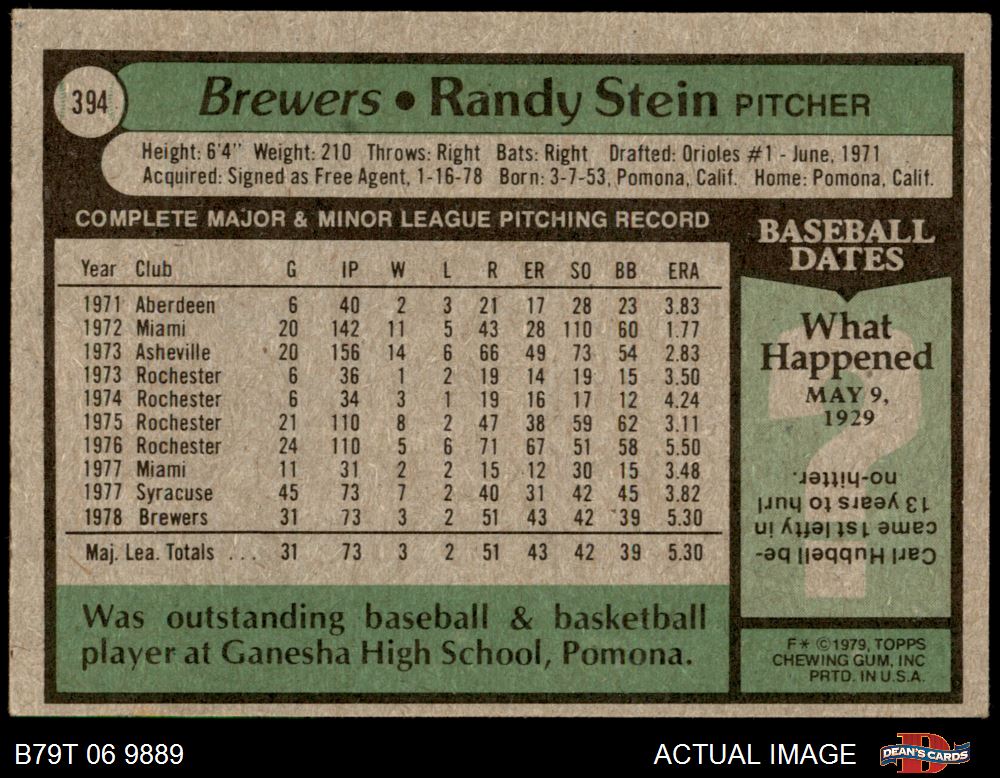 394
Brewers • Randy Stein PITCHER
Height: 6'4" Weight: 210 Throws: Right Bats: Right Drafted: Orioles #1 - June, 1971
Acquired: Signed as Free Agent, 1-16-78 Born: 3-7-53, Pomona, Calif. Home: Pomona, Calif.
COMPLETE MAJOR & MINOR LEAGUE PITCHING RECORD
Year Club G IP W L R ER SO BB ERA
1971 Aberdeen 6 40 2 3 21 17 28 23 3.83
1972 Miami 20 142 11 5 43 28 110 60 1.77
1973 Asheville 20 156 14 6 66 49 73 54 2.83
1973 Rochester 6 36 1 2 19 14 19 15 3.50
1974 Rochester 6 34 3 1 19 16 17 12 4.24
1975 Rochester 21 110 8 2 47 38 59 62 3.11
1976 Rochester 24 110 5 6 71 67 51 58 5.50
1977 Miami 11 31 2 2 15 12 30 15 3.48
1977 Syracuse 45 73 7 2 40 31 42 45 3.82
1978 Brewers 31 73 3 2 51 43 42 39 5.30
Maj. Lea. Totals ... 31 73 3 2 51 43 42 39 5.30
Was outstanding baseball & basketball
player at Ganesha High School, Pomona.
BASEBALL
DATES
What
Happened
MAY 9,
1929
?
Carl Hubbell be-
came 1st lefty in
13 years to hurl
no-hitter.
F* ©1979, TOPPS
CHEWING GUM, INC
PRTD. IN U.S.A.
B79T 06 9889
ACTUAL IMAGE
DEAN'S CARDS